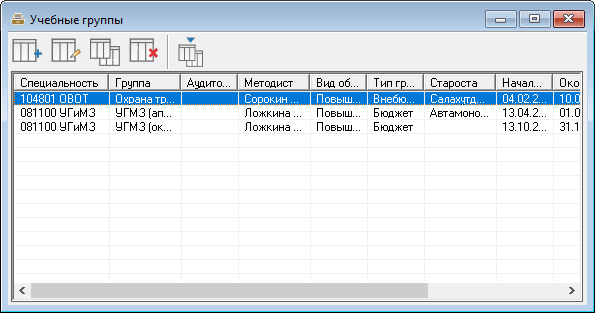 Учебные группы
Специальность Группа Аудито... Методист Вид об... Тип гр... Староста Начал... Око
104801 ОВОТ Охрана тр... Сорокин ... Повыш... Внебю... Салахутд... 04.02.2... 10.0
081100 УГиМЗ УГМЗ (ап... Ложкина ... Повыш... Бюджет Автамоно... 13.04.2... 01.0
081100 УГиМЗ УГМЗ (ок... Ложкина ... Повыш... Бюджет 13.10.2... 31.1